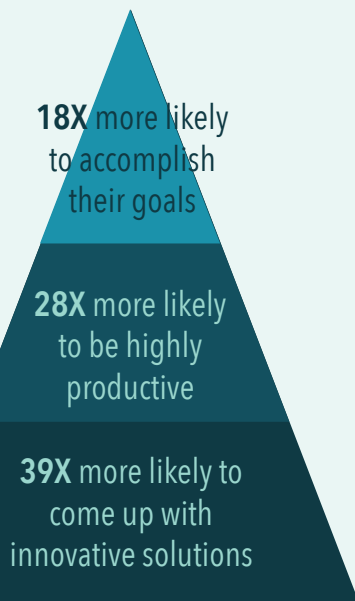 18X more likely
to accomplish
their goals
28X more likely
to be highly
productive
39X more likely to
come up with
innovative solutions